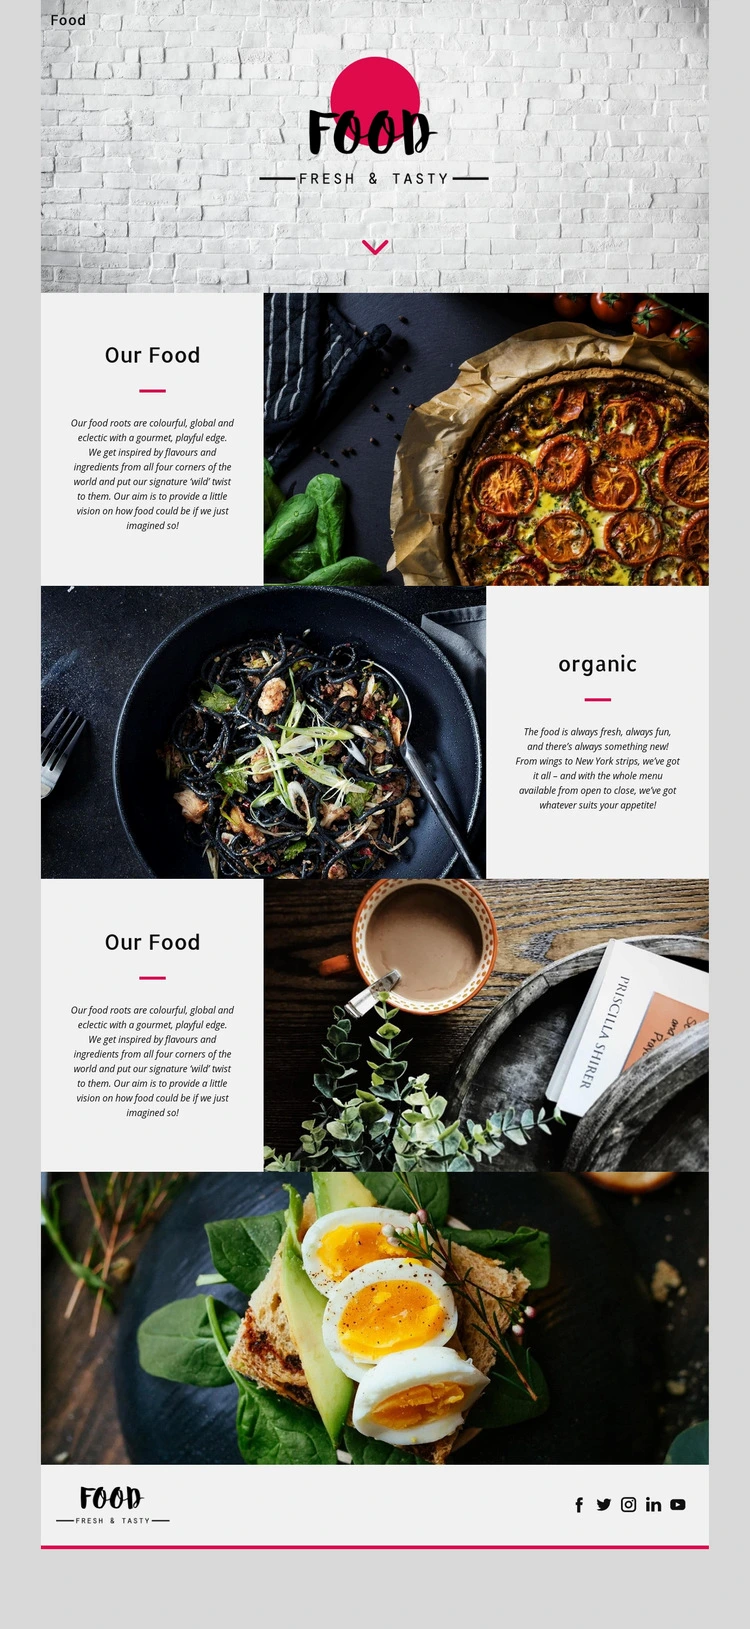 Food
FOOD
FRESH & TASTY
Our Food
Our food roots are colourful, global and
eclectic with a gourmet, playful edge.
We get inspired by flavours and
ingredients from all four corners of the
world and put our signature ‘wild’ twist
to them. Our aim is to provide a little
vision on how food could be if we just
imagined so!
organic
The food is always fresh, always fun,
and there’s always something new!
From wings to New York strips, we’ve got
it all – and with the whole menu
available from open to close, we’ve got
whatever suits your appetite!
Our Food
Our food roots are colourful, global and
eclectic with a gourmet, playful edge.
We get inspired by flavours and
ingredients from all four corners of the
world and put our signature ‘wild’ twist
to them. Our aim is to provide a little
vision on how food could be if we just
imagined so!
PRISCILLA SHIRER
and
FOOD
FRESH & TASTY